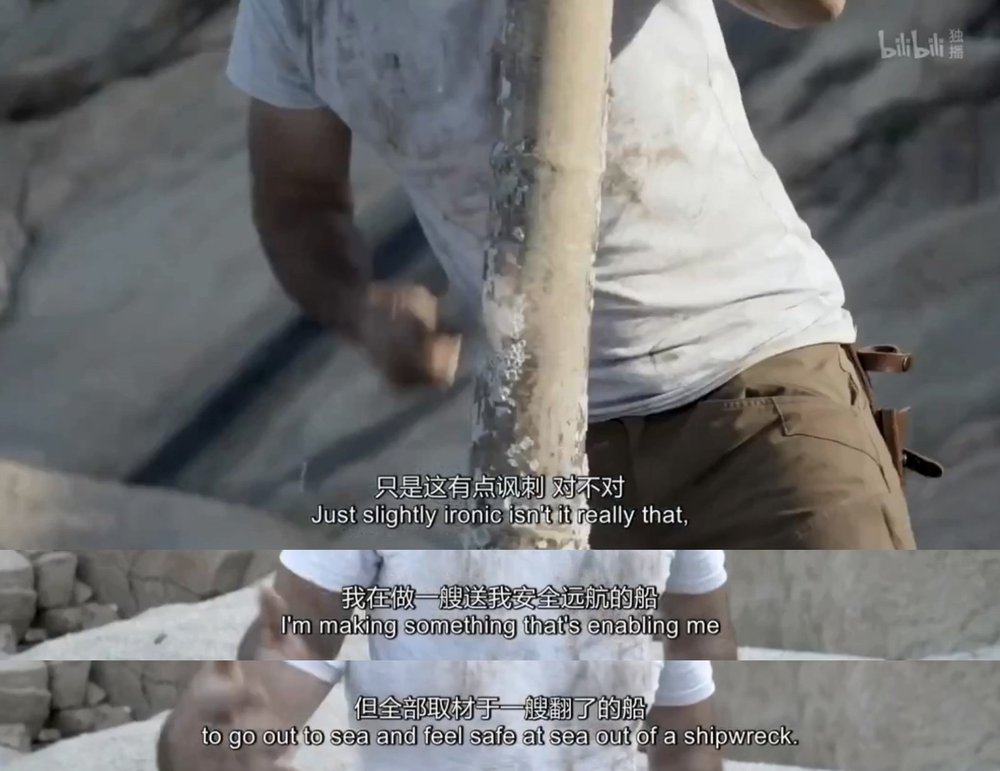 bilibili 独播
只是这有点讽刺 对不对
Just slightly ironic isn't it really that,
我在做一艘送我安全远航的船
I'm making something that's enabling me
但全部取材于一艘翻了的船
to go out to sea and feel safe at sea out of a shipwreck.